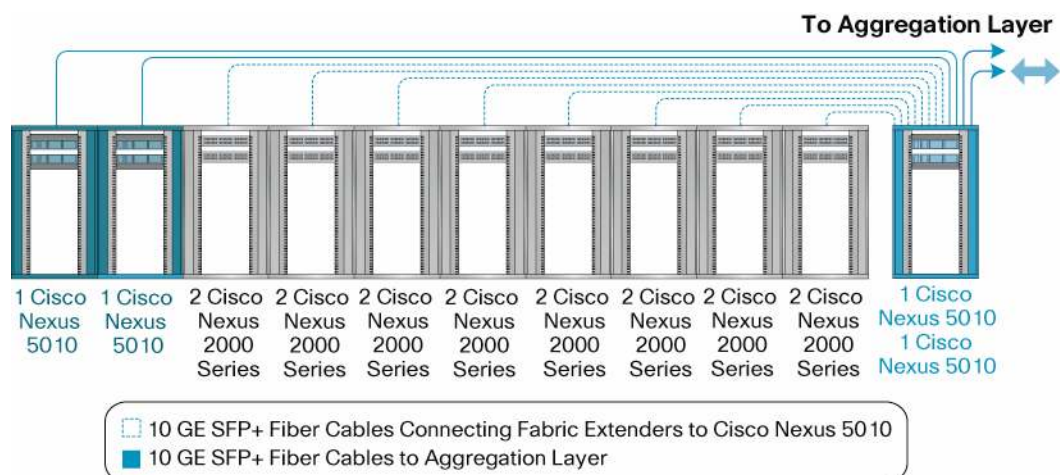 To Aggregation Layer
1 Cisco
Nexus
5010
1 Cisco
Nexus
5010
2 Cisco
Nexus
2000
Series
2 Cisco
Nexus
2000
Series
2 Cisco
Nexus
2000
Series
2 Cisco
Nexus
2000
Series
2 Cisco
Nexus
2000
Series
2 Cisco
Nexus
2000
Series
2 Cisco
Nexus
2000
Series
2 Cisco
Nexus
2000
Series
1 Cisco
Nexus 5010
1 Cisco
Nexus 5010
10 GE SFP+ Fiber Cables Connecting Fabric Extenders to Cisco Nexus 5010
10 GE SFP+ Fiber Cables to Aggregation Layer